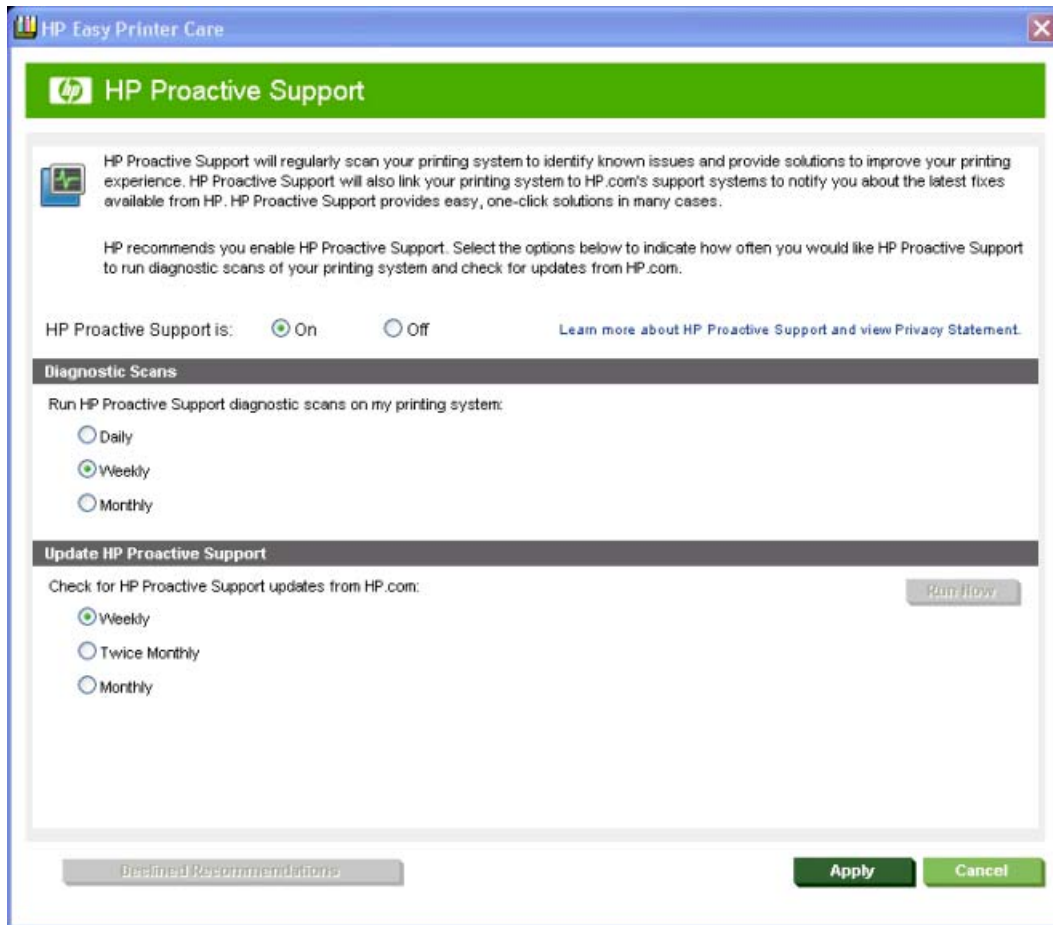 HP Easy Printer Care
hp HP Proactive Support
HP Proactive Support will regularly scan your printing system to identify known issues and provide solutions to improve your printing
experience. HP Proactive Support will also link your printing system to HP.com's support systems to notify you about the latest fixes
available from HP. HP Proactive Support provides easy, one-click solutions in many cases.
HP recommends you enable HP Proactive Support. Select the options below to indicate how often you would like HP Proactive Support
to run diagnostic scans of your printing system and check for updates from HP.com.
HP Proactive Support is: On Off Learn more about HP Proactive Support and view Privacy Statement.
Diagnostic Scans
Run HP Proactive Support diagnostic scans on my printing system:
Daily
Weekly
Monthly
Update HP Proactive Support
Check for HP Proactive Support updates from HP.com: Run Now
Weekly
Twice Monthly
Monthly
Declined Recommendations Apply Cancel